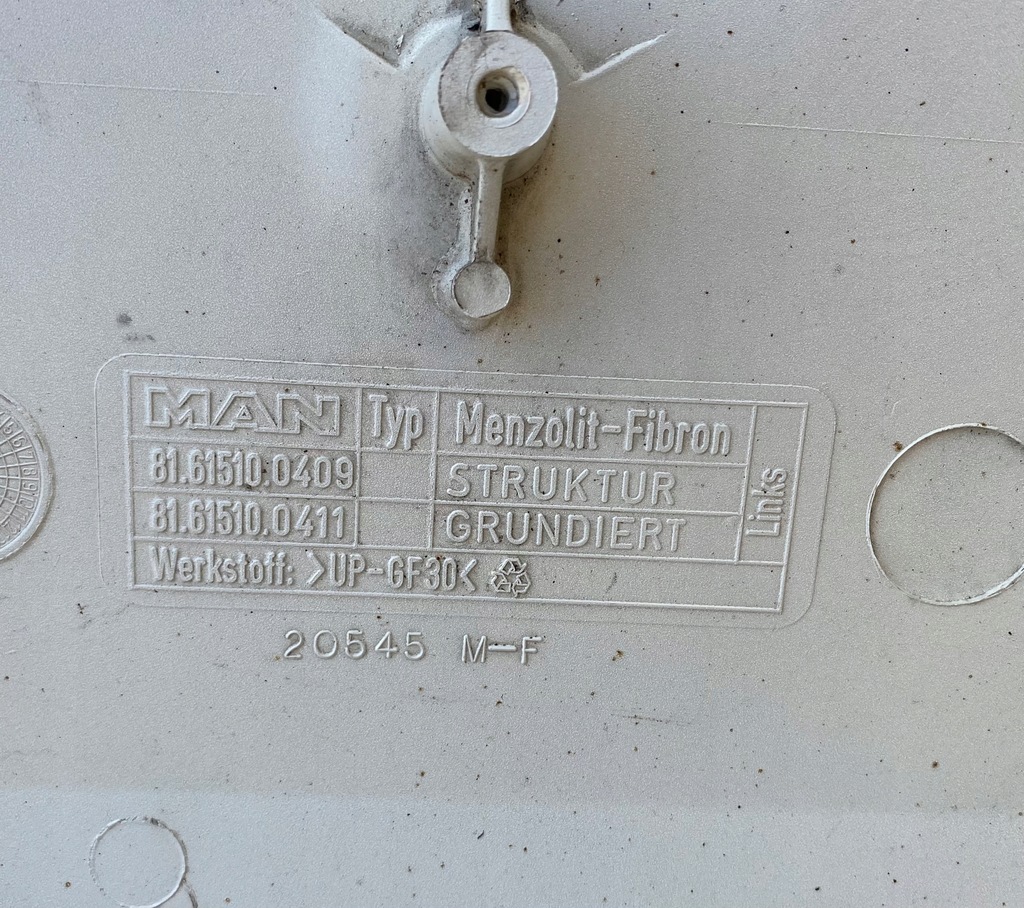 MAN Typ Menzolit-Fibron
81.61510.0409 STRUKTUR
81.61510.0411 GRUNDIERT
Links
Werkstoff: >UP-GF30<
20545 M-F